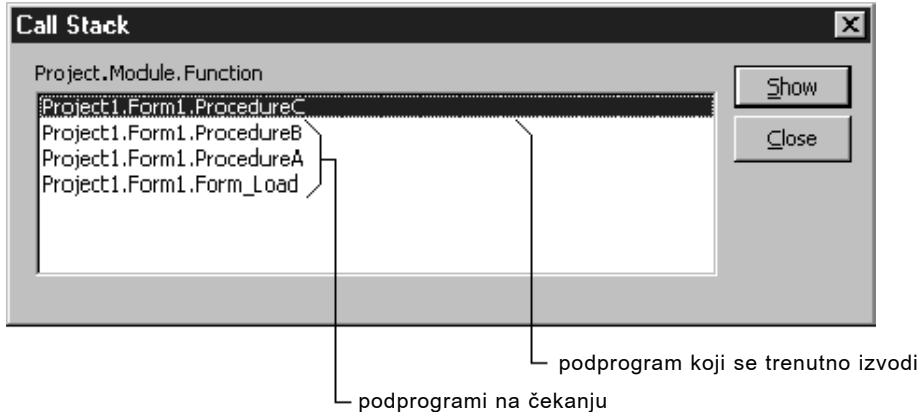 Call Stack
Project.Module.Function
Project1.Form1.ProcedureC
Project1.Form1.ProcedureB
Project1.Form1.ProcedureA
Project1.Form1.Form_Load
Show
Close
podprogram koji se trenutno izvodi
podprogrami na čekanju